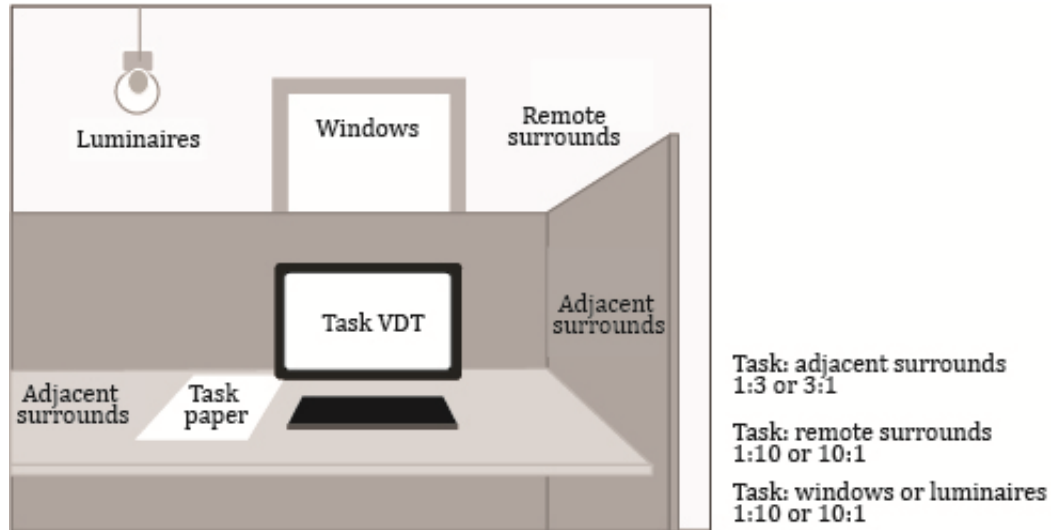 Luminaires
Windows
Remote
surrounds
Task VDT
Adjacent
surrounds
Adjacent
surrounds
Task
paper
Task: adjacent surrounds
1:3 or 3:1
Task: remote surrounds
1:10 or 10:1
Task: windows or luminaires
1:10 or 10:1